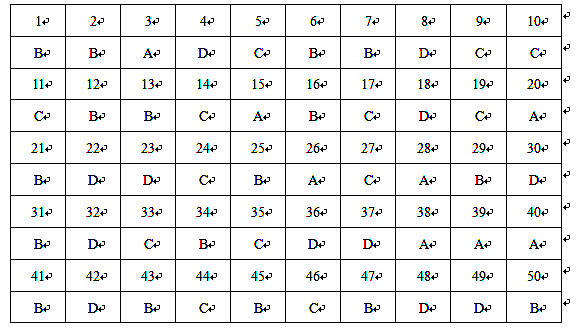 1 2 3 4 5 6 7 8 9 10
B B A D C B B D C C
11 12 13 14 15 16 17 18 19 20
C B B C A B C D C A
21 22 23 24 25 26 27 28 29 30
B D D C B A C A B D
31 32 33 34 35 36 37 38 39 40
B D C B C D D A A A
41 42 43 44 45 46 47 48 49 50
B D B C B C B D D B